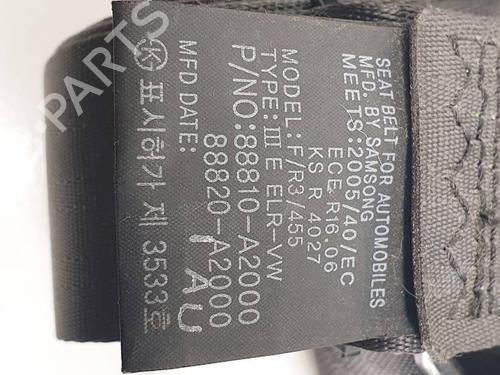 SEAT BELT FOR AUTOMOBILES
MFD. BY SAMSONG
MEETS:2005/40/EC
ECE R16.06
KS R 4027
MODEL:F/R3/455
TYPE:Ⅲ E ELR-VW
P/NO:88810-A2000
88820-A2000
MFD DATE:
1 AU
㉿ 표시허가 제 3533호
PARTS